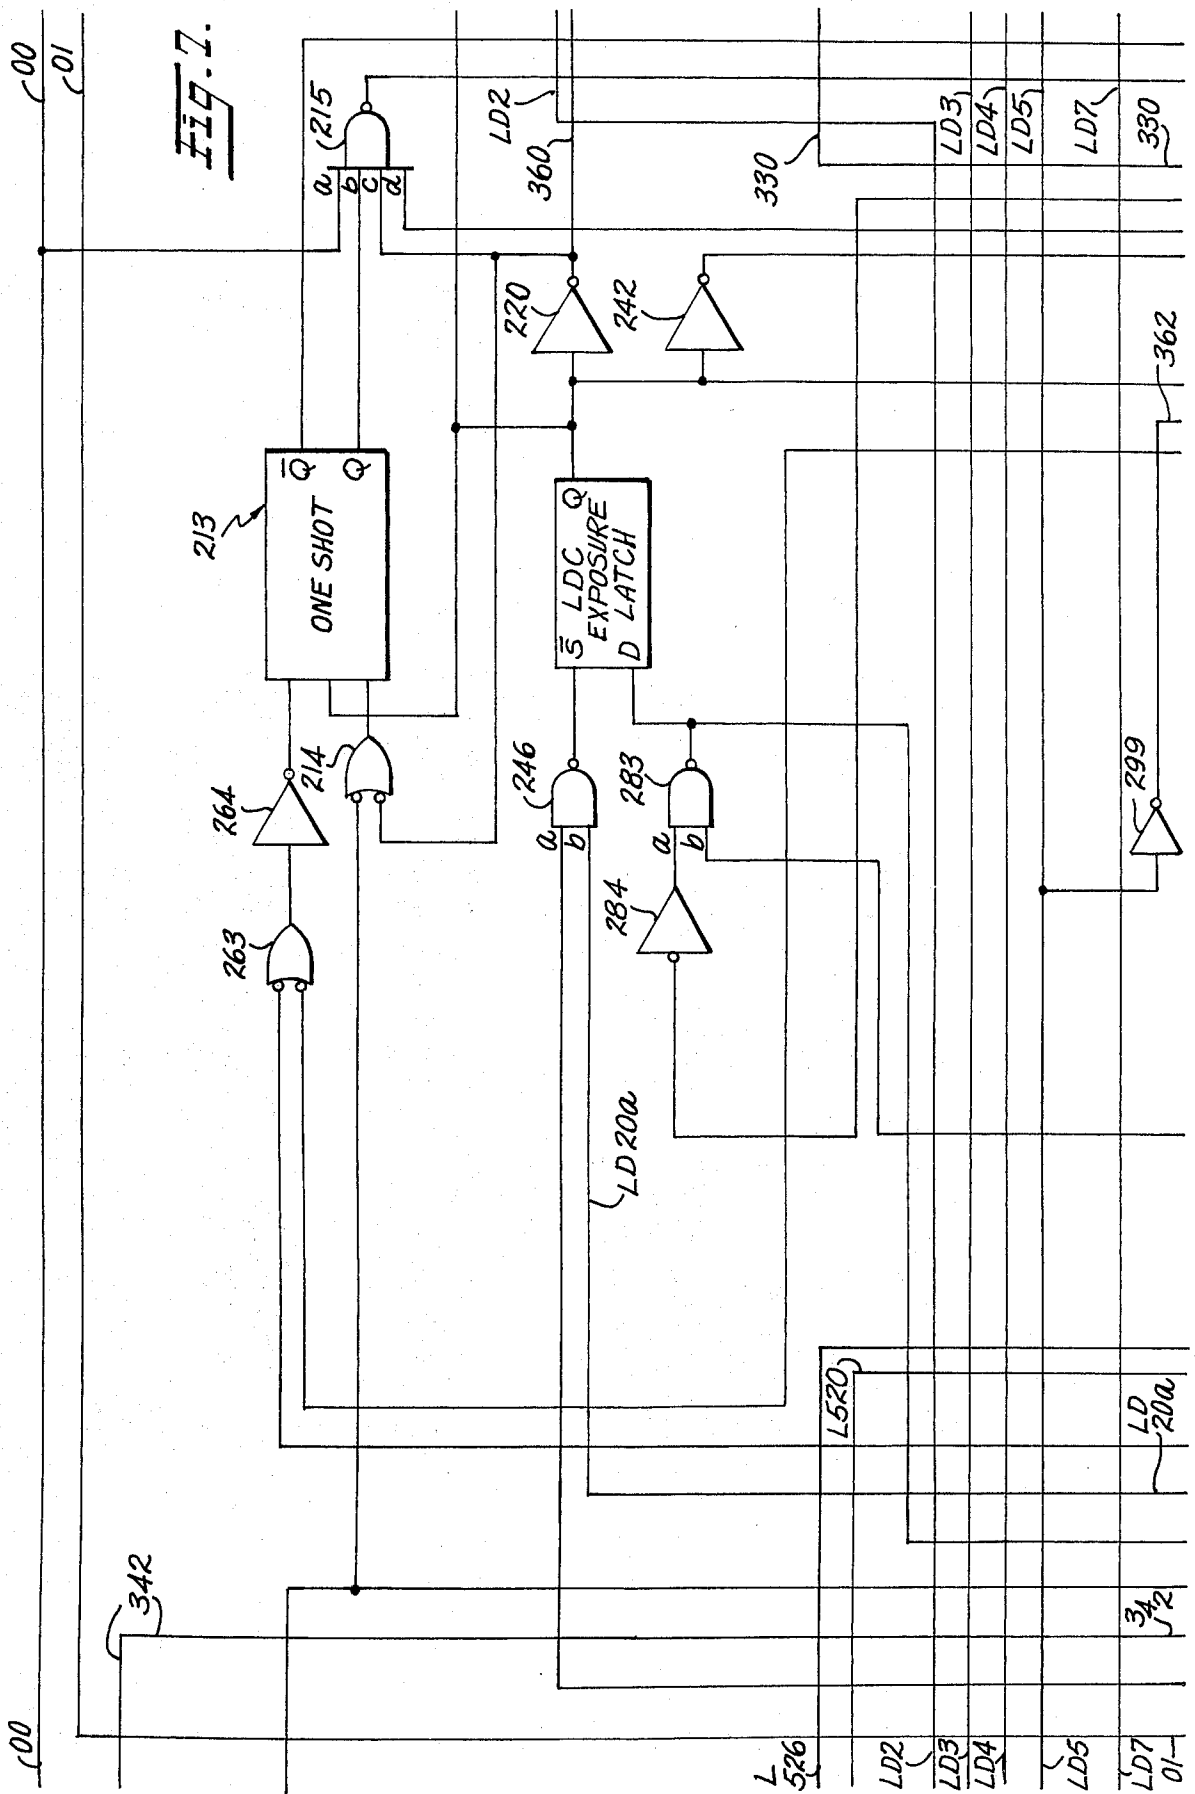 Fig. 7.
00
00
01
342
213
ONE SHOT
Q̅
Q
a
b
c
d
215
263
264
214
LD2
360
220
242
246
a
b
S̅ LDC Q
EXPOSURE
D LATCH
283
a
b
284
LD20a
330
LD3
LD4
LD5
LD7
330
362
299
L
526
L520
LD2
LD3
LD4
LD5
LD7
01
LD
20a
342